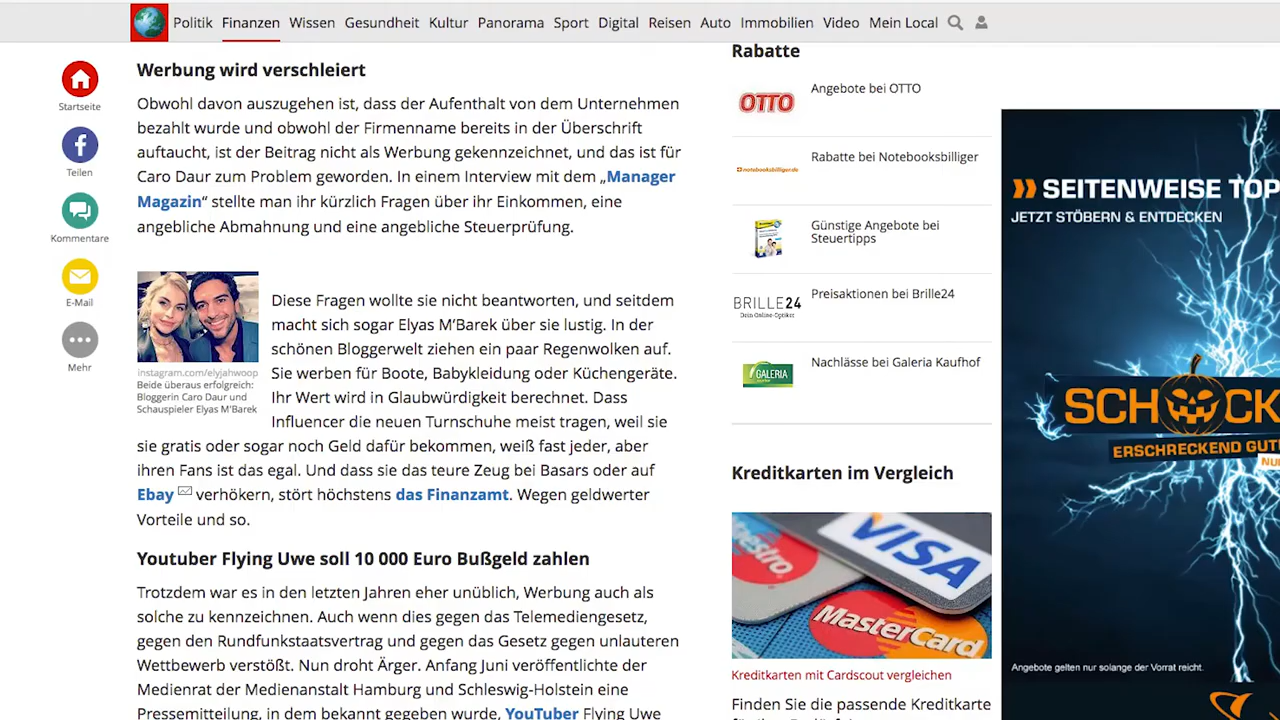 Politik Finanzen Wissen Gesundheit Kultur Panorama Sport Digital Reisen Auto Immobilien Video Mein Local
Startseite
Teilen
Kommentare
E-Mail
Mehr
Werbung wird verschleiert
Obwohl davon auszugehen ist, dass der Aufenthalt von dem Unternehmen
bezahlt wurde und obwohl der Firmenname bereits in der Überschrift
auftaucht, ist der Beitrag nicht als Werbung gekennzeichnet, und das ist für
Caro Daur zum Problem geworden. In einem Interview mit dem „Manager
Magazin“ stellte man ihr kürzlich Fragen über ihr Einkommen, eine
angebliche Abmahnung und eine angebliche Steuerprüfung.
instagram.com/elyjahwoop
Beide überaus erfolgreich:
Bloggerin Caro Daur und
Schauspieler Elyas M'Barek
Diese Fragen wollte sie nicht beantworten, und seitdem
macht sich sogar Elyas M’Barek über sie lustig. In der
schönen Bloggerwelt ziehen ein paar Regenwolken auf.
Sie werben für Boote, Babykleidung oder Küchengeräte.
Ihr Wert wird in Glaubwürdigkeit berechnet. Dass
Influencer die neuen Turnschuhe meist tragen, weil sie
sie gratis oder sogar noch Geld dafür bekommen, weiß fast jeder, aber
ihren Fans ist das egal. Und dass sie das teure Zeug bei Basars oder auf
Ebay verhökern, stört höchstens das Finanzamt. Wegen geldwerter
Vorteile und so.
Youtuber Flying Uwe soll 10 000 Euro Bußgeld zahlen
Trotzdem war es in den letzten Jahren eher unüblich, Werbung auch als
solche zu kennzeichnen. Auch wenn dies gegen das Telemediengesetz,
gegen den Rundfunkstaatsvertrag und gegen das Gesetz gegen unlauteren
Wettbewerb verstößt. Nun droht Ärger. Anfang Juni veröffentlichte der
Medienrat der Medienanstalt Hamburg und Schleswig-Holstein eine
Pressemitteilung, in dem bekannt gegeben wurde, YouTuber Flying Uwe
Rabatte
OTTO
Angebote bei OTTO
notebooksbilliger.de
Rabatte bei Notebooksbilliger
Günstige Angebote bei
Steuertipps
BRILLE24
Dein Online-Optiker
Preisaktionen bei Brille24
GALERIA
Nachlässe bei Galeria Kaufhof
Kreditkarten im Vergleich
VISA
MasterCard
Kreditkarten mit Cardscout vergleichen
Finden Sie die passende Kreditkarte
SEITENWEISE TOP
JETZT STÖBERN & ENTDECKEN
SCHOCK
ERSCHRECKEND GUT
Angebote gelten nur solange der Vorrat reicht.